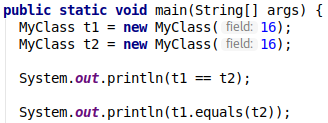 public static void main(String[] args) {
MyClass t1 = new MyClass( field: 16);
MyClass t2 = new MyClass( field: 16);
System.out.println(t1 == t2);
System.out.println(t1.equals(t2));